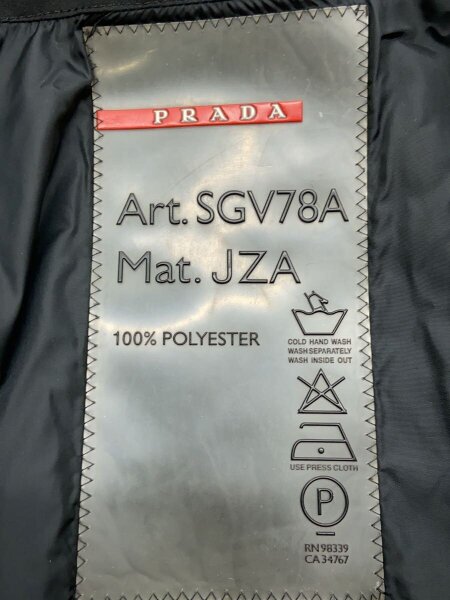 PRADA
Art. SGV78A
Mat. JZA
100% POLYESTER
COLD HAND WASH
WASH SEPARATELY
WASH INSIDE OUT
USE PRESS CLOTH
P
RN 98339
CA 34767